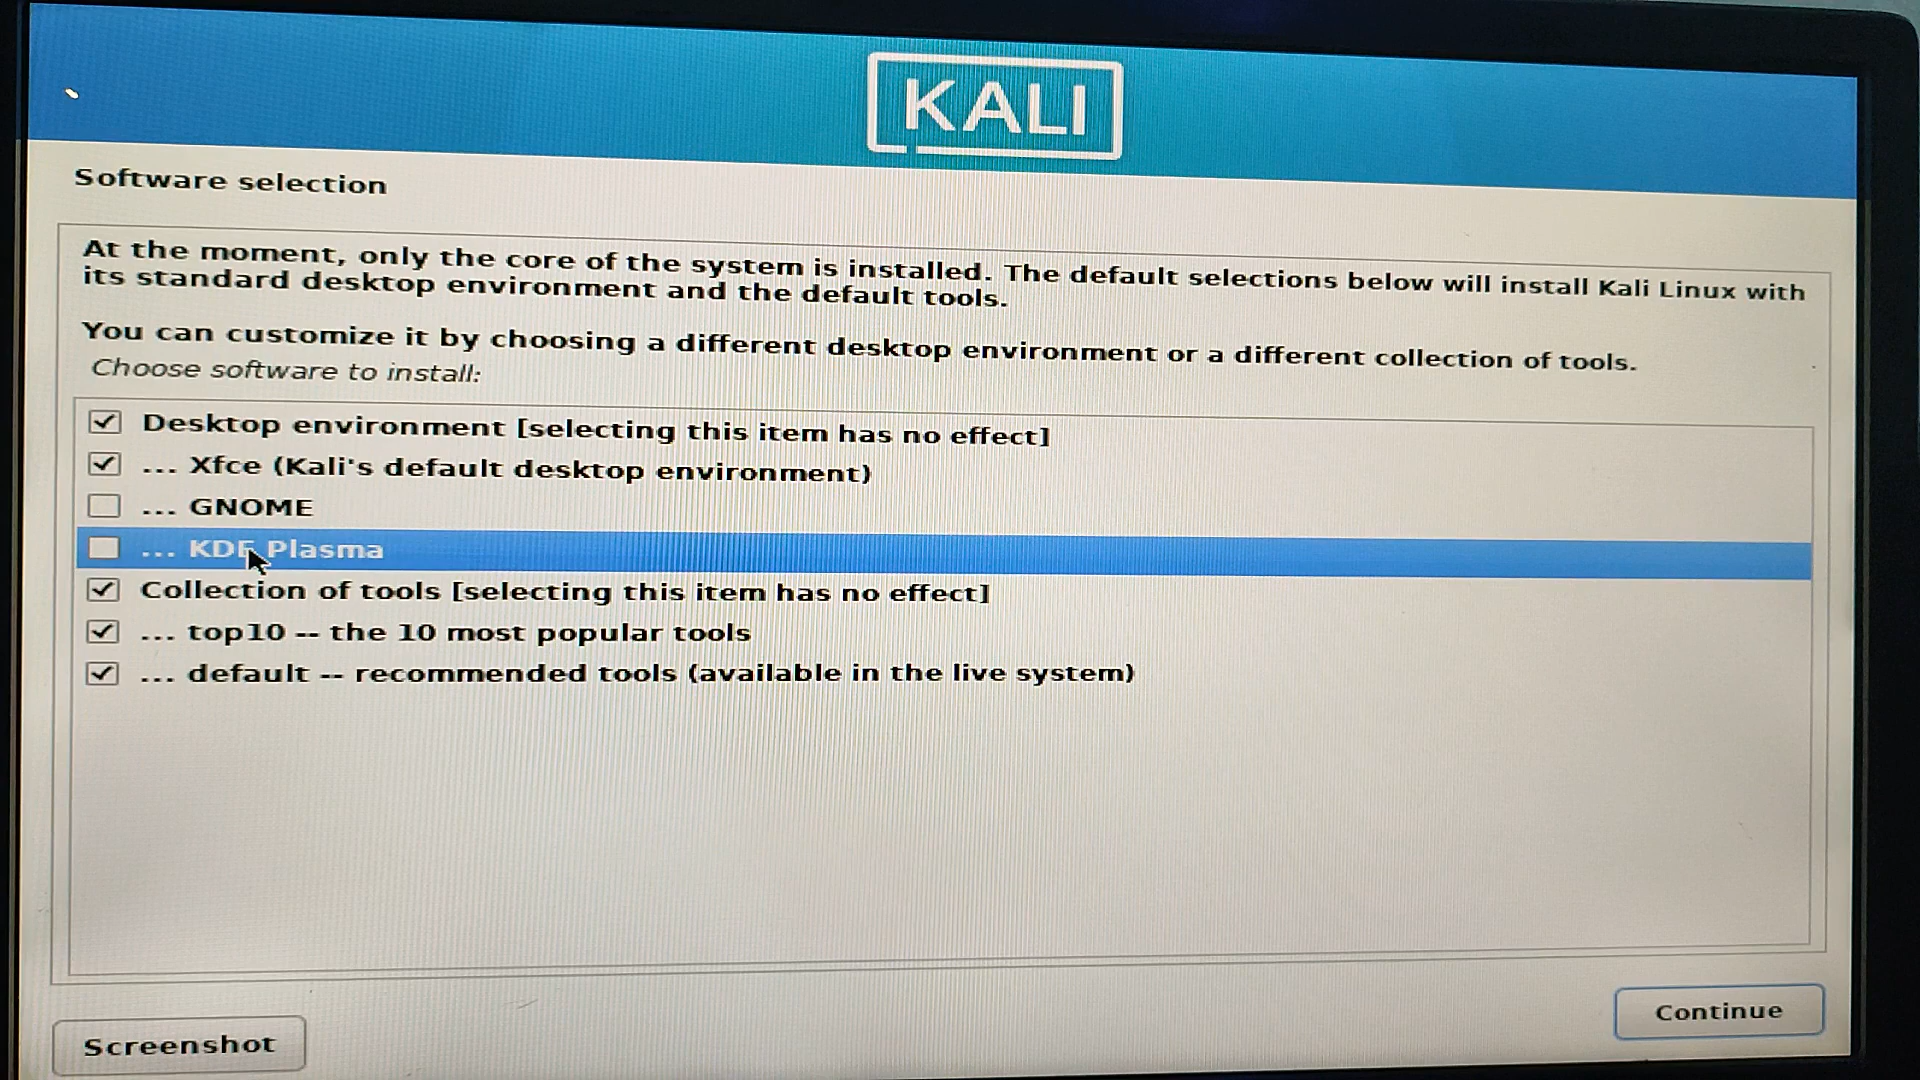 KALI
Software selection
At the moment, only the core of the system is installed. The default selections below will install Kali Linux with
its standard desktop environment and the default tools.
You can customize it by choosing a different desktop environment or a different collection of tools.
Choose software to install:
Desktop environment [selecting this item has no effect]
... Xfce (Kali's default desktop environment)
... GNOME
... KDE Plasma
Collection of tools [selecting this item has no effect]
... top10 -- the 10 most popular tools
... default -- recommended tools (available in the live system)
Screenshot
Continue